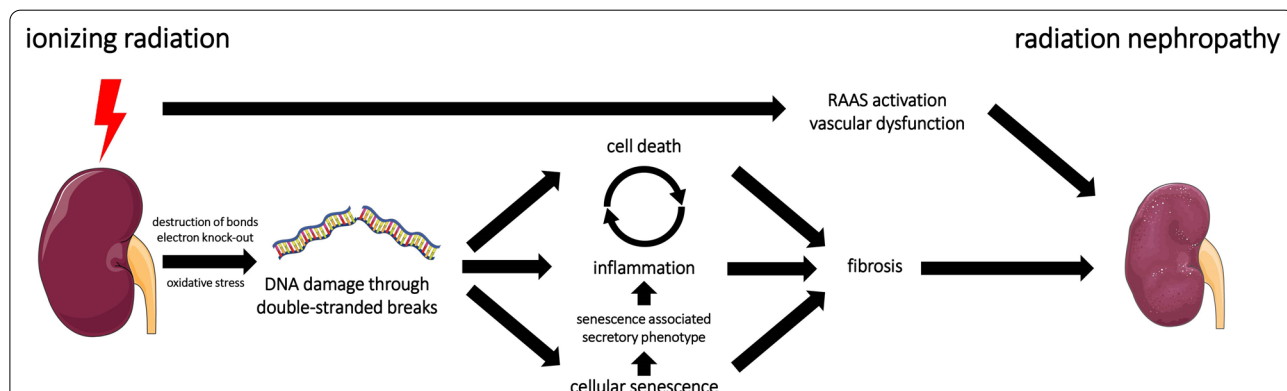 ionizing radiation
radiation nephropathy
RAAS activation
vascular dysfunction
cell death
destruction of bonds
electron knock-out
oxidative stress
DNA damage through
double-stranded breaks
inflammation
fibrosis
senescence associated
secretory phenotype
cellular senescence